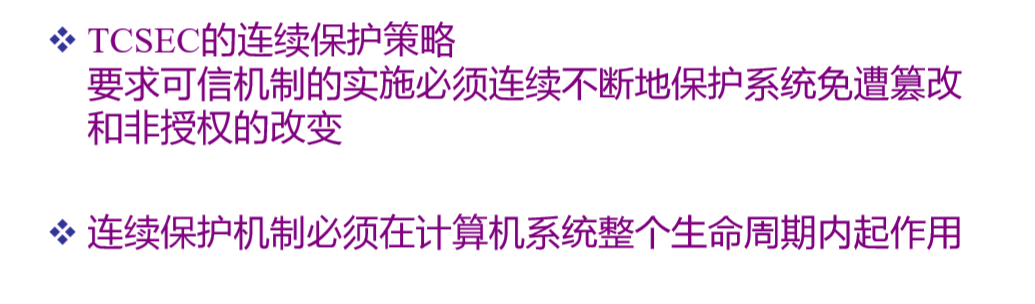 ❖ TCSEC的连续保护策略
要求可信机制的实施必须连续不断地保护系统免遭篡改
和非授权的改变
❖ 连续保护机制必须在计算机系统整个生命周期内起作用